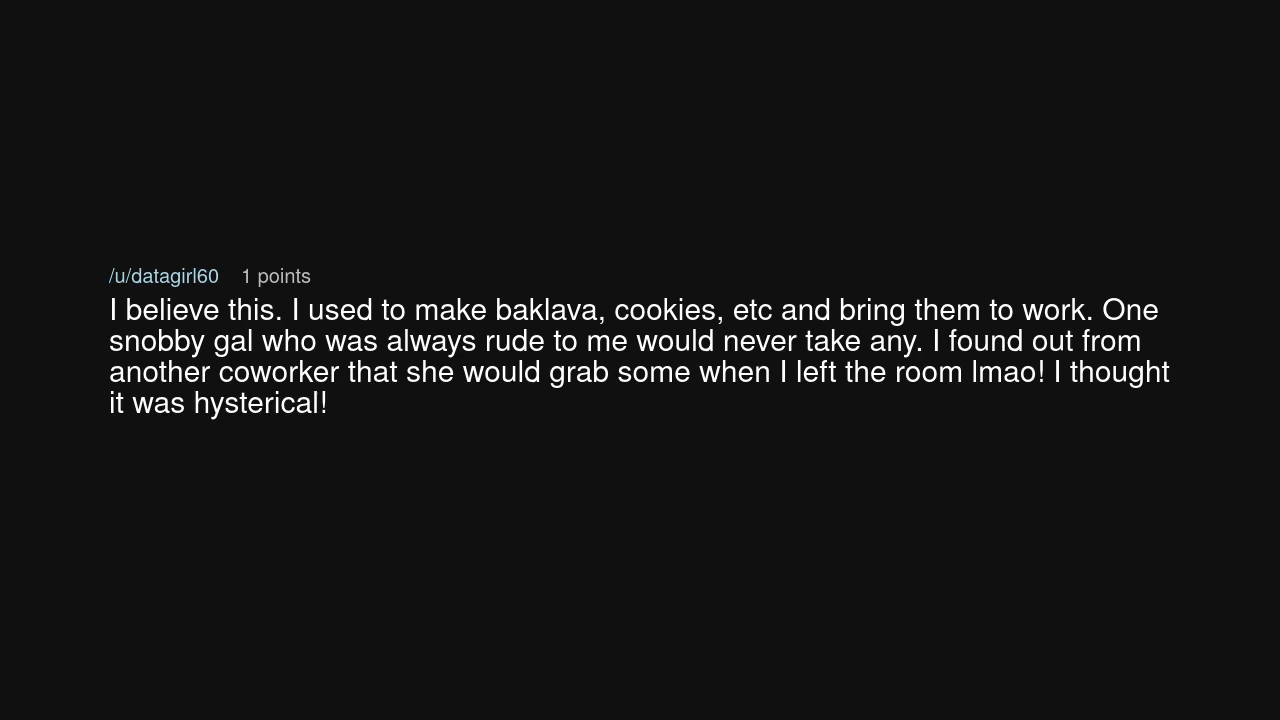 /u/datagirl60 1 points
I believe this. I used to make baklava, cookies, etc and bring them to work. One
snobby gal who was always rude to me would never take any. I found out from
another coworker that she would grab some when I left the room lmao! I thought
it was hysterical!